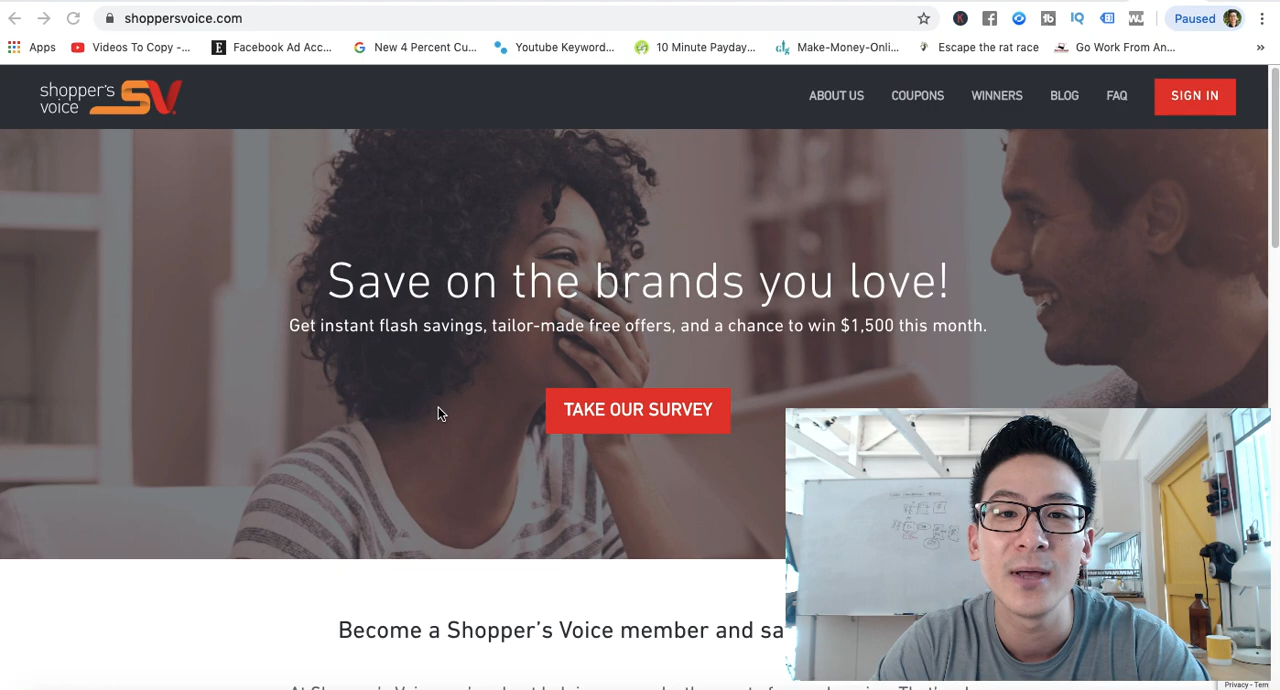 shoppersvoice.com
Paused
Apps
Videos To Copy -...
Facebook Ad Acc...
New 4 Percent Cu...
Youtube Keyword...
10 Minute Payday...
Make-Money-Onli...
Escape the rat race
Go Work From An...
»
shopper's
voice
SV
ABOUT US
COUPONS
WINNERS
BLOG
FAQ
SIGN IN
Save on the brands you love!
Get instant flash savings, tailor-made free offers, and a chance to win $1,500 this month.
TAKE OUR SURVEY
Become a Shopper's Voice member and sa
Privacy - Tern